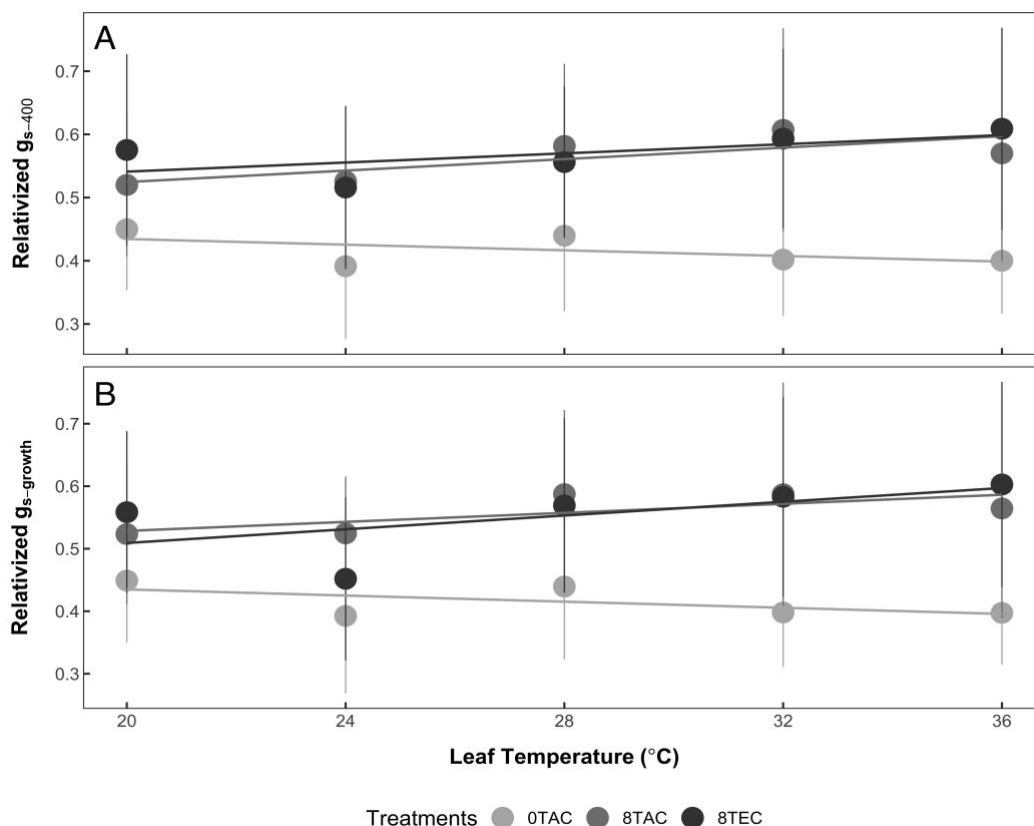 A
Relativized gs−400
0.7
0.6
0.5
0.4
0.3
B
Relativized gs−growth
0.7
0.6
0.5
0.4
0.3
20 24 28 32 36
Leaf Temperature (°C)
Treatments 0TAC 8TAC 8TEC